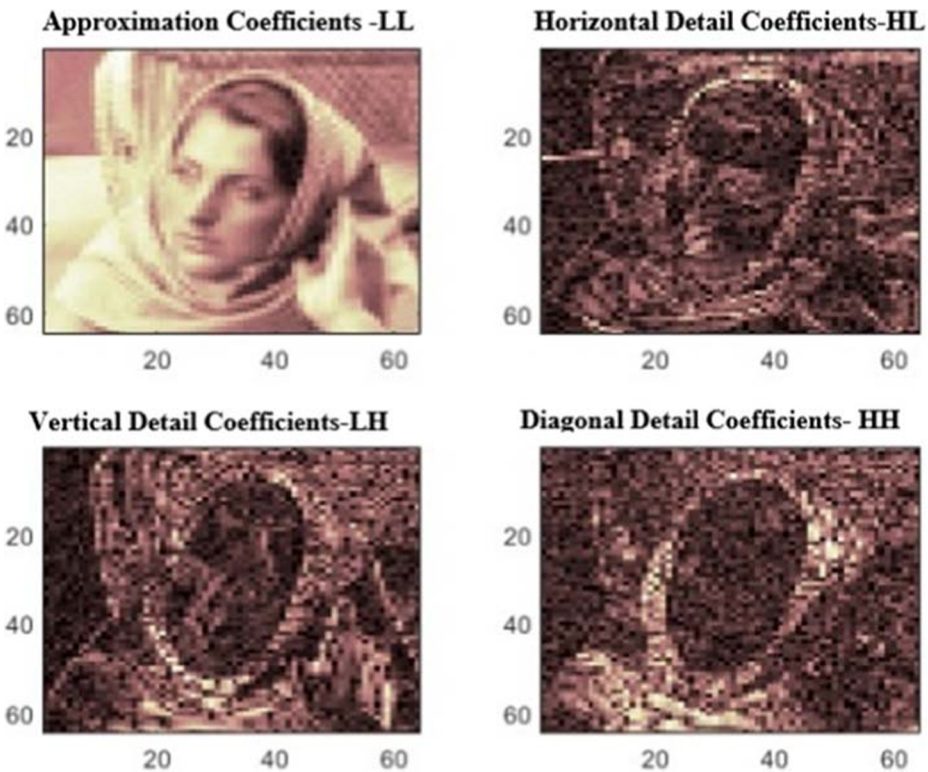 Approximation Coefficients -LL
Horizontal Detail Coefficients-HL
20
40
60
20 40 60
20
40
60
20 40 60
Vertical Detail Coefficients-LH
Diagonal Detail Coefficients- HH
20
40
60
20 40 60
20
40
60
20 40 60